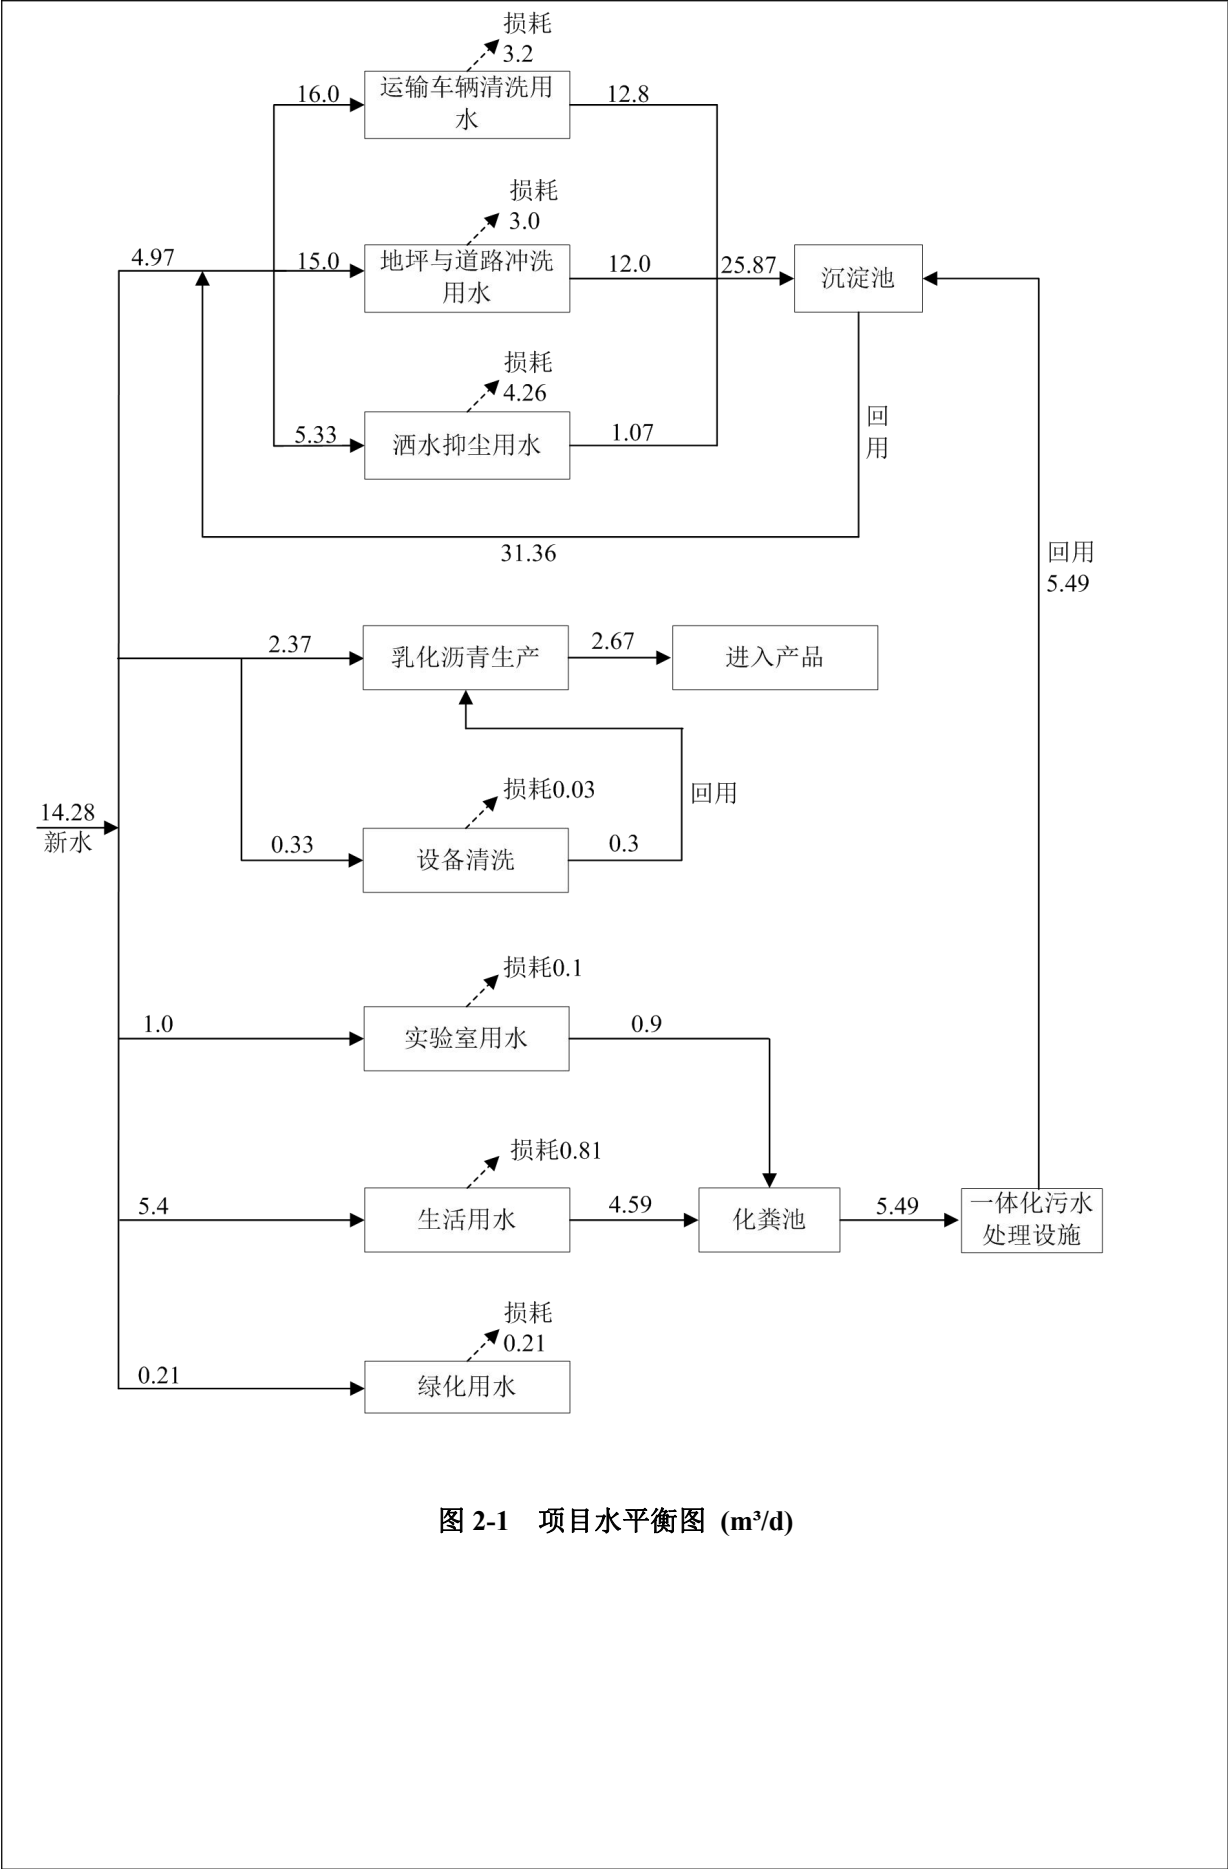 损耗
3.2
16.0
运输车辆清洗用
水
12.8
损耗
3.0
4.97
15.0
地坪与道路冲洗
用水
12.0
25.87
沉淀池
损耗
4.26
5.33
洒水抑尘用水
1.07
回
用
31.36
回用
5.49
2.37
乳化沥青生产
2.67
进入产品
损耗0.03
回用
14.28
新水
0.33
设备清洗
0.3
损耗0.1
1.0
实验室用水
0.9
损耗0.81
5.4
生活用水
4.59
化粪池
5.49
一体化污水
处理设施
损耗
0.21
0.21
绿化用水
图 2-1 项目水平衡图 (m³/d)